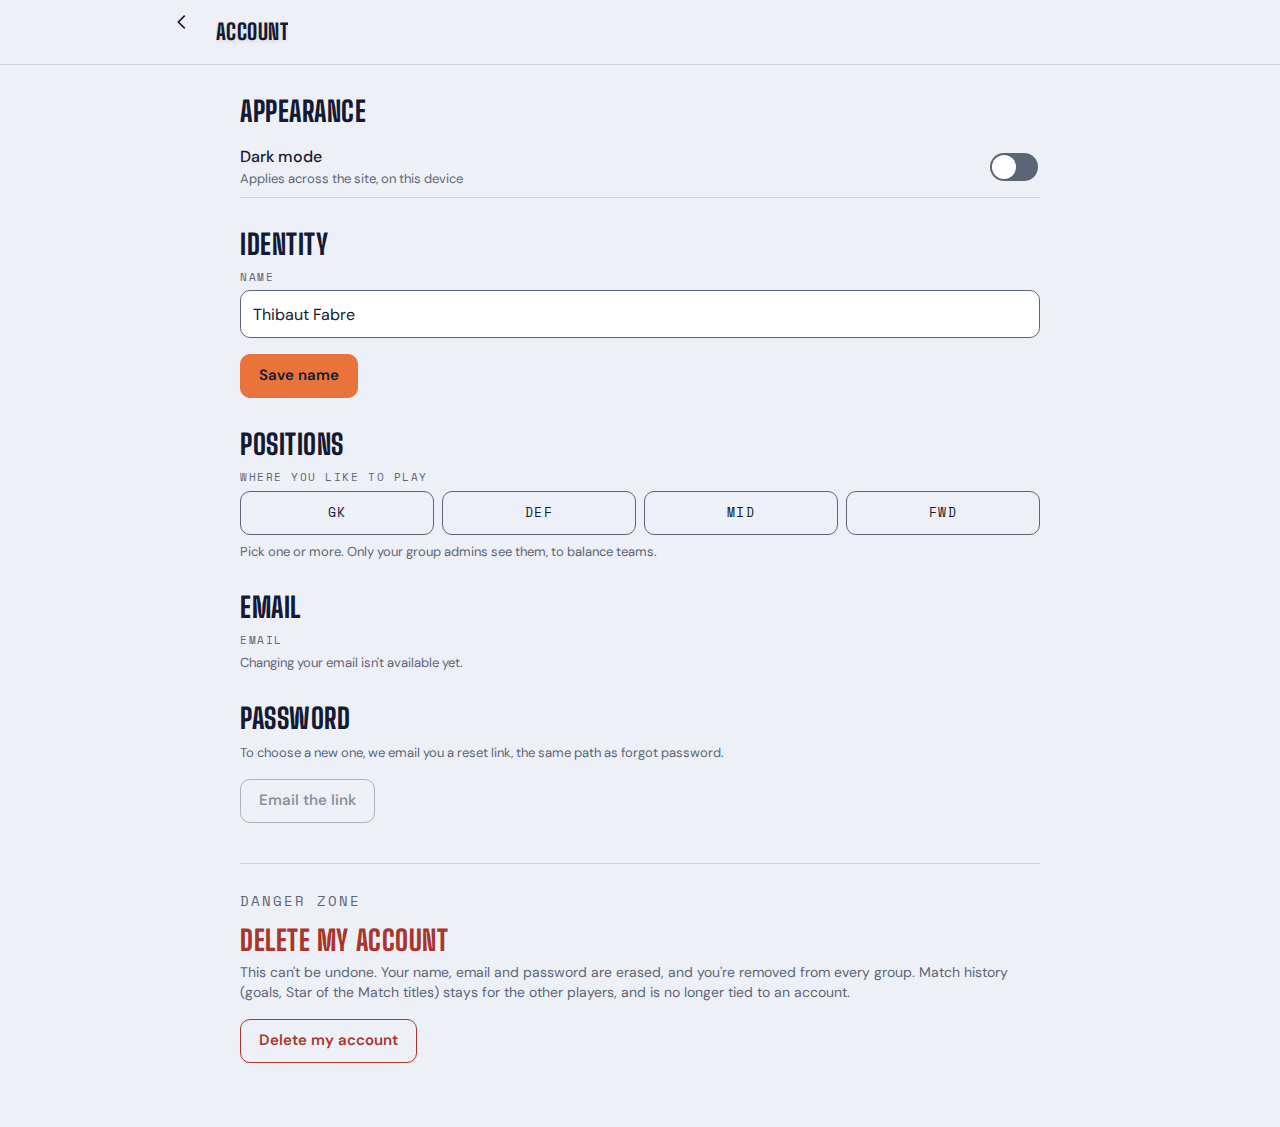 ACCOUNT
APPEARANCE
Dark mode
Applies across the site, on this device
IDENTITY
NAME
Thibaut Fabre
Save name
POSITIONS
WHERE YOU LIKE TO PLAY
GK DEF MID FWD
Pick one or more. Only your group admins see them, to balance teams.
EMAIL
EMAIL
Changing your email isn't available yet.
PASSWORD
To choose a new one, we email you a reset link, the same path as forgot password.
Email the link
DANGER ZONE
DELETE MY ACCOUNT
This can't be undone. Your name, email and password are erased, and you're removed from every group. Match history
(goals, Star of the Match titles) stays for the other players, and is no longer tied to an account.
Delete my account